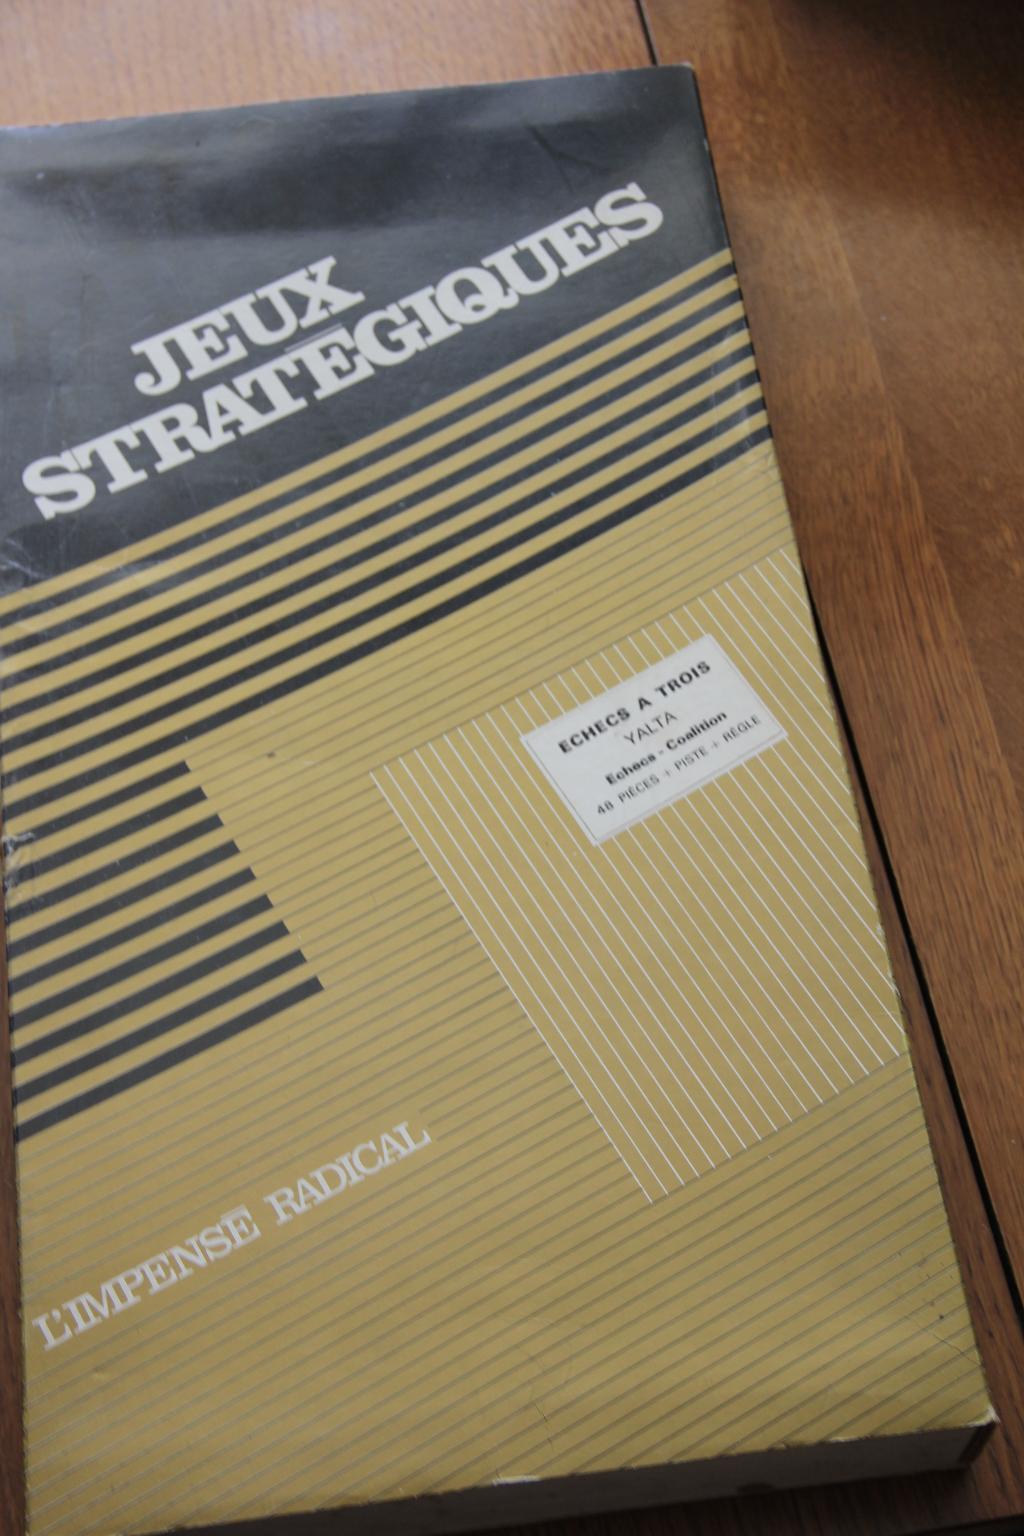 JEUX
STRATÉGIQUES
ECHECS A TROIS
YALTA
Echecs - Coalition
48 PIÈCES + PISTE + RÈGLE
L'IMPENSÉ RADICAL